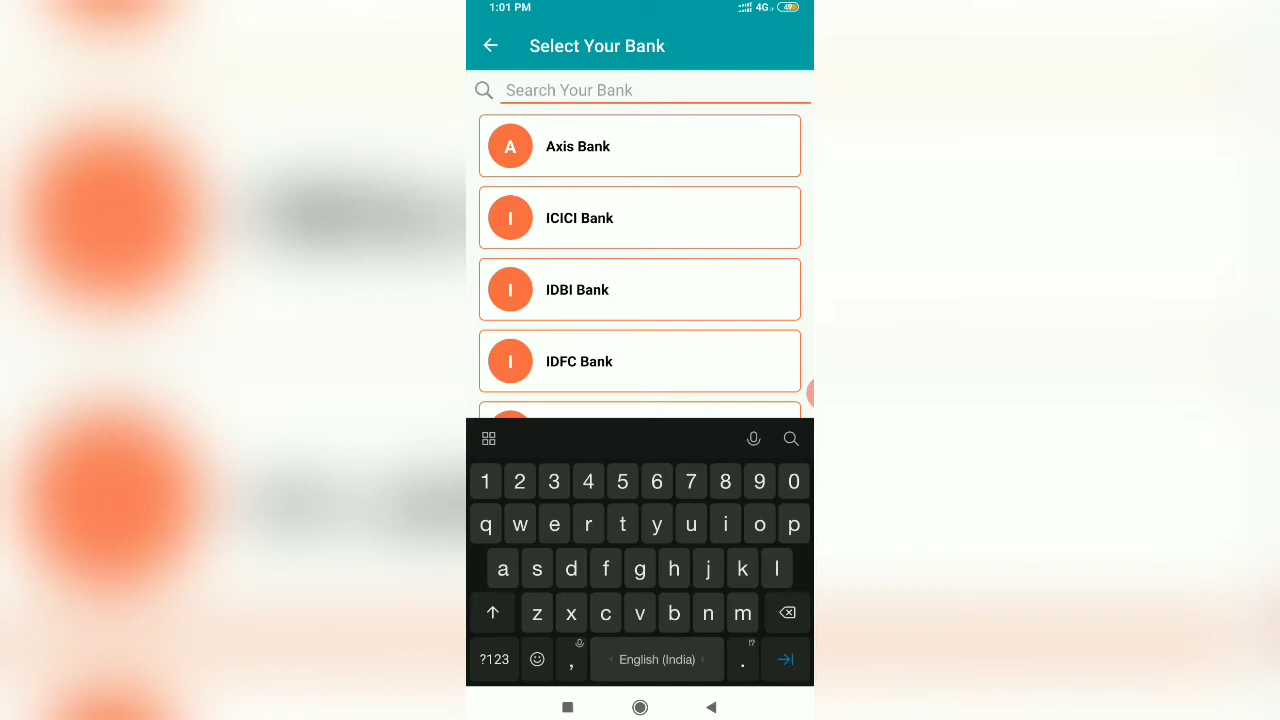 1:01 PM 4G 49
Select Your Bank
Search Your Bank
A Axis Bank
I ICICI Bank
I IDBI Bank
I IDFC Bank
1 2 3 4 5 6 7 8 9 0
q w e r t y u i o p
a s d f g h j k l
z x c v b n m
!?
?123 , English (India) .